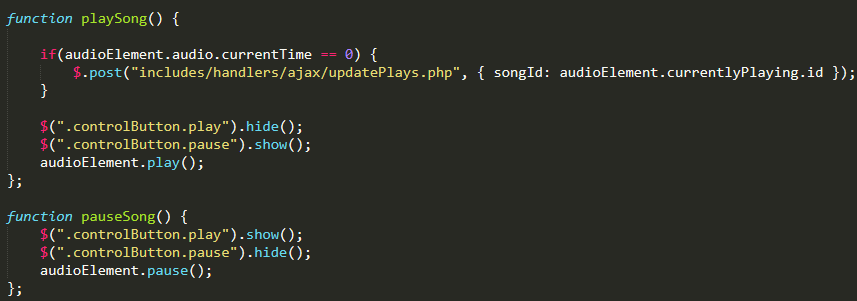 function playSong() {
if(audioElement.audio.currentTime == 0) {
$.post("includes/handlers/ajax/updatePlays.php", { songId: audioElement.currentlyPlaying.id });
}
$(".controlButton.play").hide();
$(".controlButton.pause").show();
audioElement.play();
};
function pauseSong() {
$(".controlButton.play").show();
$(".controlButton.pause").hide();
audioElement.pause();
};